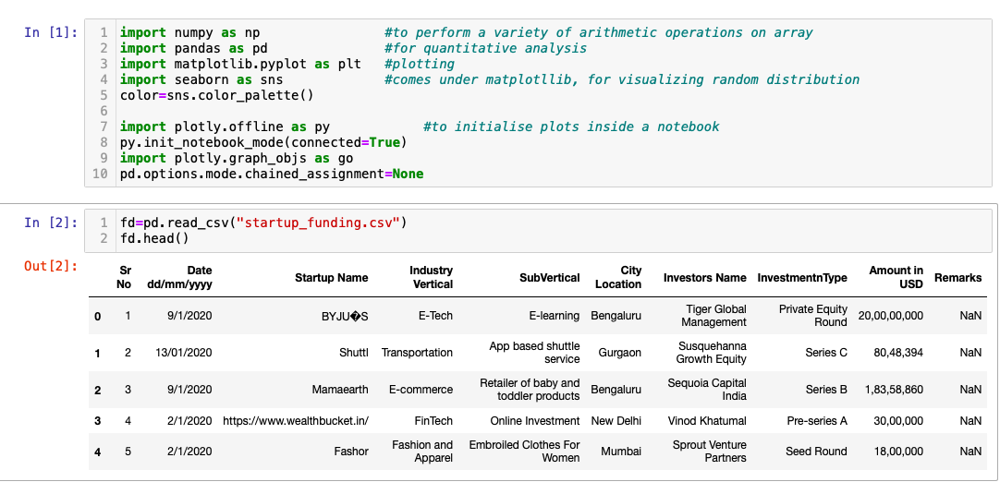 In [1]:
1 import numpy as np #to perform a variety of arithmetic operations on array
2 import pandas as pd #for quantitative analysis
3 import matplotlib.pyplot as plt #plotting
4 import seaborn as sns #comes under matplotllib, for visualizing random distribution
5 color=sns.color_palette()
6
7 import plotly.offline as py #to initialise plots inside a notebook
8 py.init_notebook_mode(connected=True)
9 import plotly.graph_objs as go
10 pd.options.mode.chained_assignment=None
In [2]:
1 fd=pd.read_csv("startup_funding.csv")
2 fd.head()
Out[2]:
Sr No Date dd/mm/yyyy Startup Name Industry Vertical SubVertical City Location Investors Name InvestmentnType Amount in USD Remarks
0 1 9/1/2020 BYJU�S E-Tech E-learning Bengaluru Tiger Global Management Private Equity Round 20,00,00,000 NaN
1 2 13/01/2020 Shuttl Transportation App based shuttle service Gurgaon Susquehanna Growth Equity Series C 80,48,394 NaN
2 3 9/1/2020 Mamaearth E-commerce Retailer of baby and toddler products Bengaluru Sequoia Capital India Series B 1,83,58,860 NaN
3 4 2/1/2020 https://www.wealthbucket.in/ FinTech Online Investment New Delhi Vinod Khatumal Pre-series A 30,00,000 NaN
4 5 2/1/2020 Fashor Fashion and Apparel Embroiled Clothes For Women Mumbai Sprout Venture Partners Seed Round 18,00,000 NaN